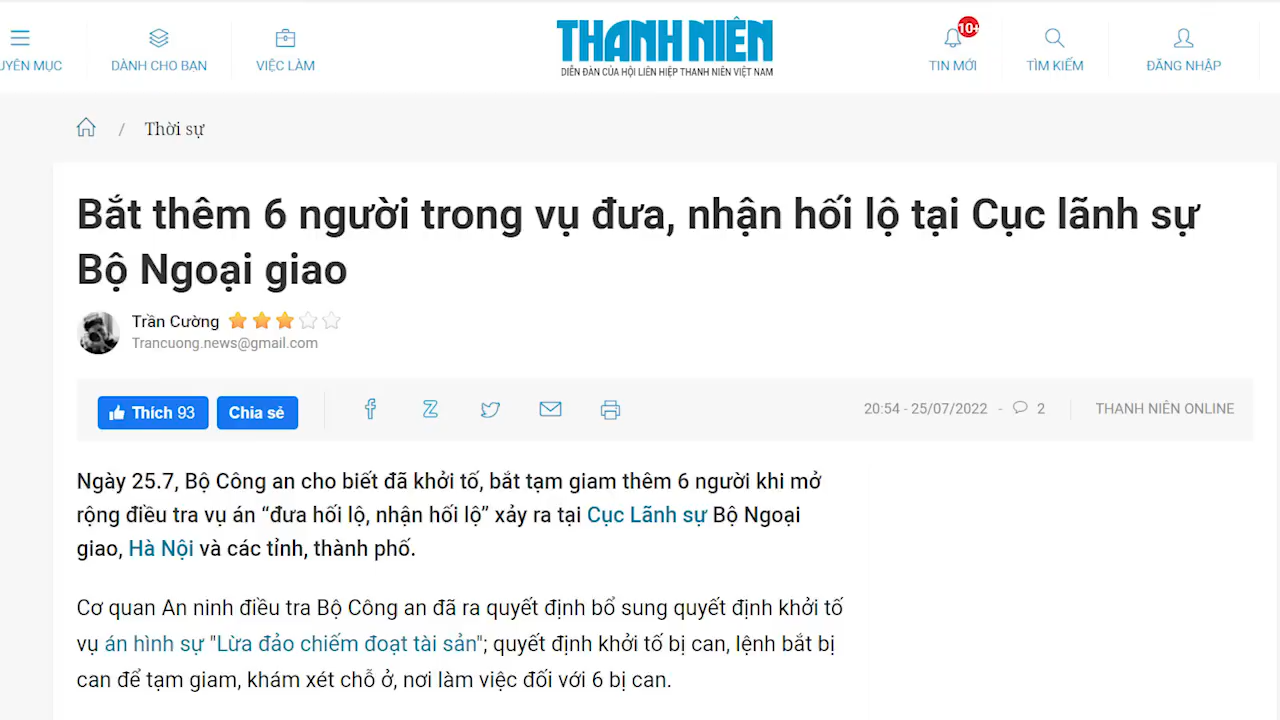 UYÊN MỤC
DÀNH CHO BẠN
VIỆC LÀM
THANH NIÊN
DIỄN ĐÀN CỦA HỘI LIÊN HIỆP THANH NIÊN VIỆT NAM
10+
TIN MỚI
TÌM KIẾM
ĐĂNG NHẬP
/ Thời sự
Bắt thêm 6 người trong vụ đưa, nhận hối lộ tại Cục lãnh sự
Bộ Ngoại giao
Trần Cường
Trancuong.news@gmail.com
Thích 93 Chia sẻ
20:54 - 25/07/2022 - 2 THANH NIÊN ONLINE
Ngày 25.7, Bộ Công an cho biết đã khởi tố, bắt tạm giam thêm 6 người khi mở
rộng điều tra vụ án “đưa hối lộ, nhận hối lộ” xảy ra tại Cục Lãnh sự Bộ Ngoại
giao, Hà Nội và các tỉnh, thành phố.
Cơ quan An ninh điều tra Bộ Công an đã ra quyết định bổ sung quyết định khởi tố
vụ án hình sự "Lừa đảo chiếm đoạt tài sản"; quyết định khởi tố bị can, lệnh bắt bị
can để tạm giam, khám xét chỗ ở, nơi làm việc đối với 6 bị can.